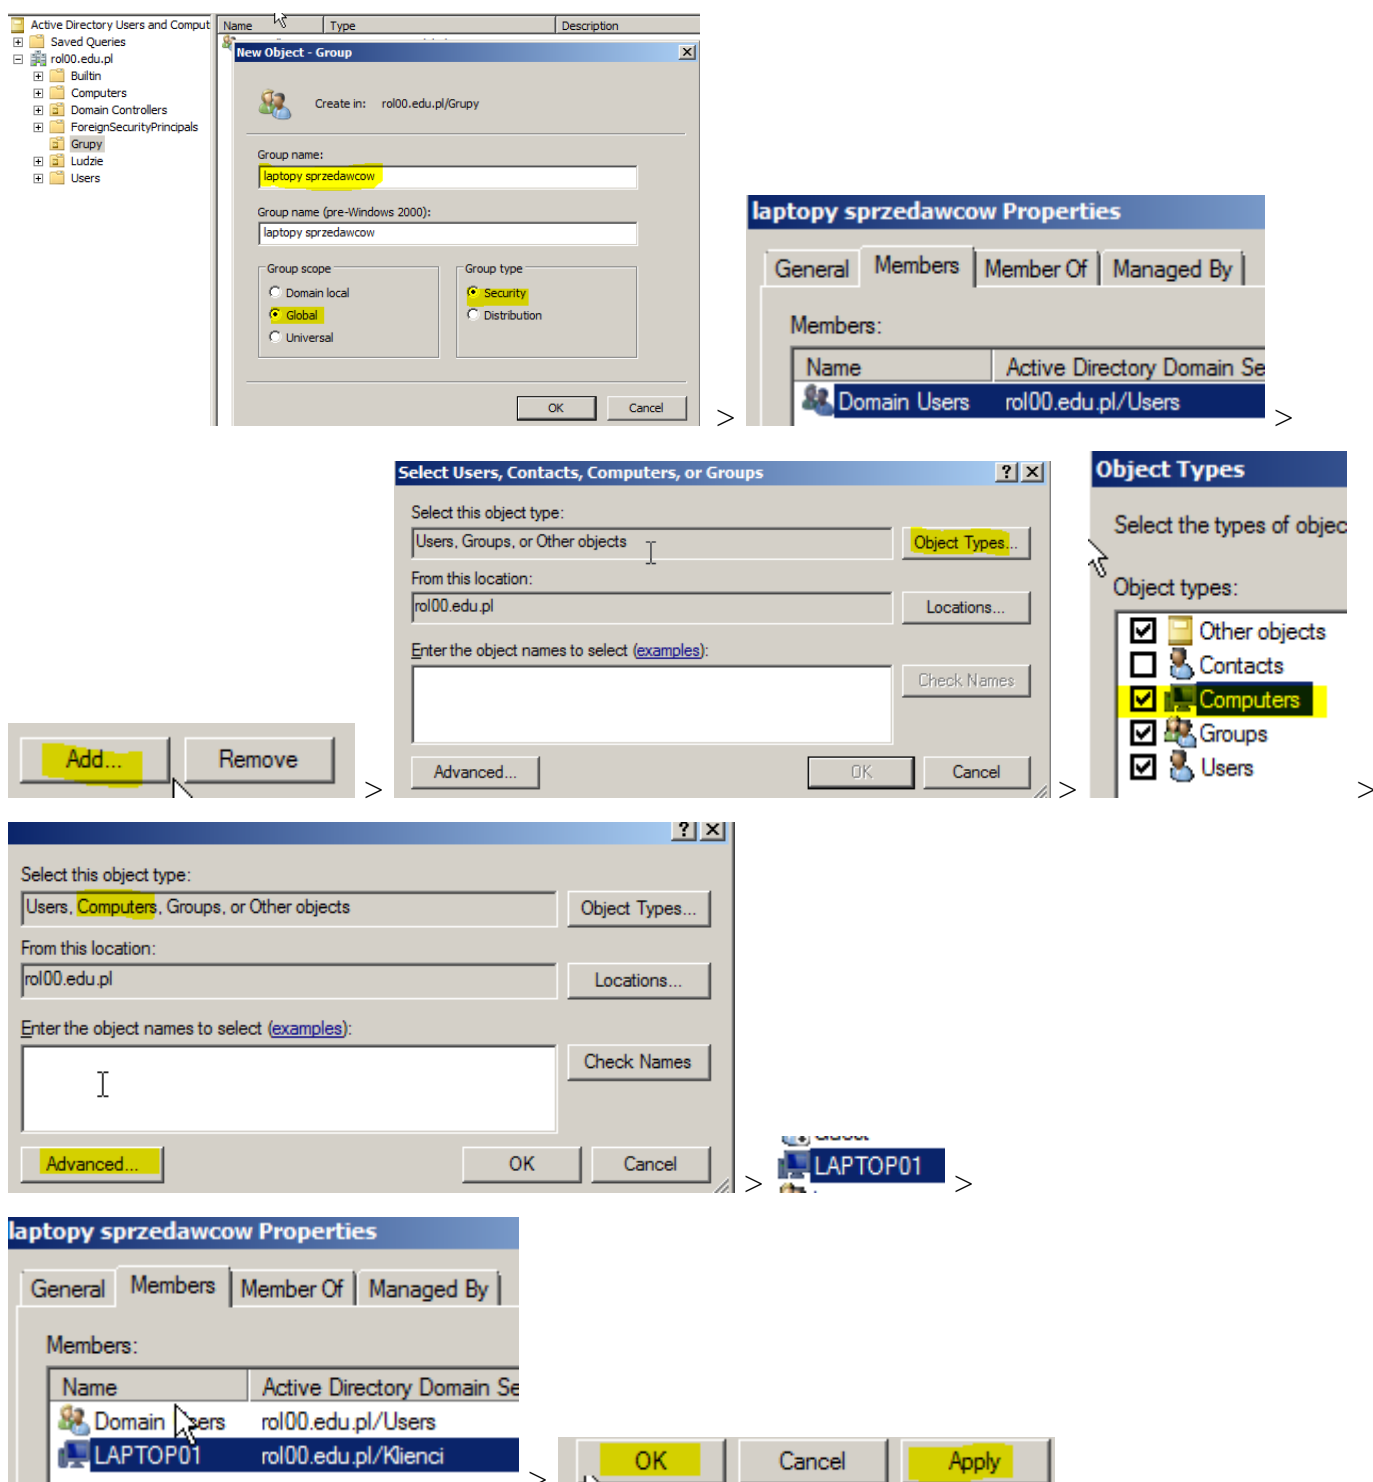 Active Directory Users and Comput
Saved Queries
rol00.edu.pl
Builtin
Computers
Domain Controllers
ForeignSecurityPrincipals
Grupy
Ludzie
Users
Name Type Description
New Object - Group
Create in: rol00.edu.pl/Grupy
Group name:
laptopy sprzedawcow
Group name (pre-Windows 2000):
laptopy sprzedawcow
Group scope
Domain local
Global
Universal
Group type
Security
Distribution
OK Cancel
>
laptopy sprzedawcow Properties
General Members Member Of Managed By
Members:
Name Active Directory Domain Se
Domain Users rol00.edu.pl/Users
>
Add... Remove
>
Select Users, Contacts, Computers, or Groups
Select this object type:
Users, Groups, or Other objects Object Types...
From this location:
rol00.edu.pl Locations...
Enter the object names to select (examples):
Check Names
Advanced... OK Cancel
>
Object Types
Select the types of objec
Object types:
Other objects
Contacts
Computers
Groups
Users
>
Select this object type:
Users, Computers, Groups, or Other objects Object Types...
From this location:
rol00.edu.pl Locations...
Enter the object names to select (examples):
Check Names
Advanced... OK Cancel
>
Guest
LAPTOP01
>
laptopy sprzedawcow Properties
General Members Member Of Managed By
Members:
Name Active Directory Domain Se
Domain Users rol00.edu.pl/Users
LAPTOP01 rol00.edu.pl/Klienci
>
OK Cancel Apply